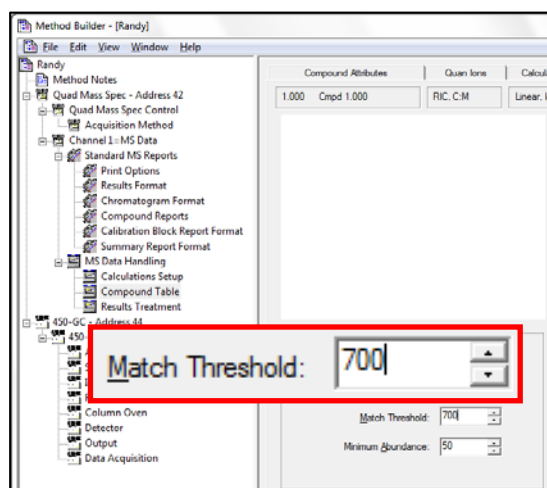 Method Builder - [Randy]
File Edit View Window Help
Randy
Method Notes
Quad Mass Spec - Address 42
Quad Mass Spec Control
Acquisition Method
Channel 1= MS Data
Standard MS Reports
Print Options
Results Format
Chromatogram Format
Compound Reports
Calibration Block Report Format
Summary Report Format
MS Data Handling
Calculations Setup
Compound Table
Results Treatment
450-GC - Address 44
450
Column Oven
Detector
Output
Data Acquisition
Compound Attributes Quan Ions
1.000 Cmpd 1.000 RIC, C:M Linear,
Match Threshold: 700
Match Threshold: 700
Minimum Abundance: 50